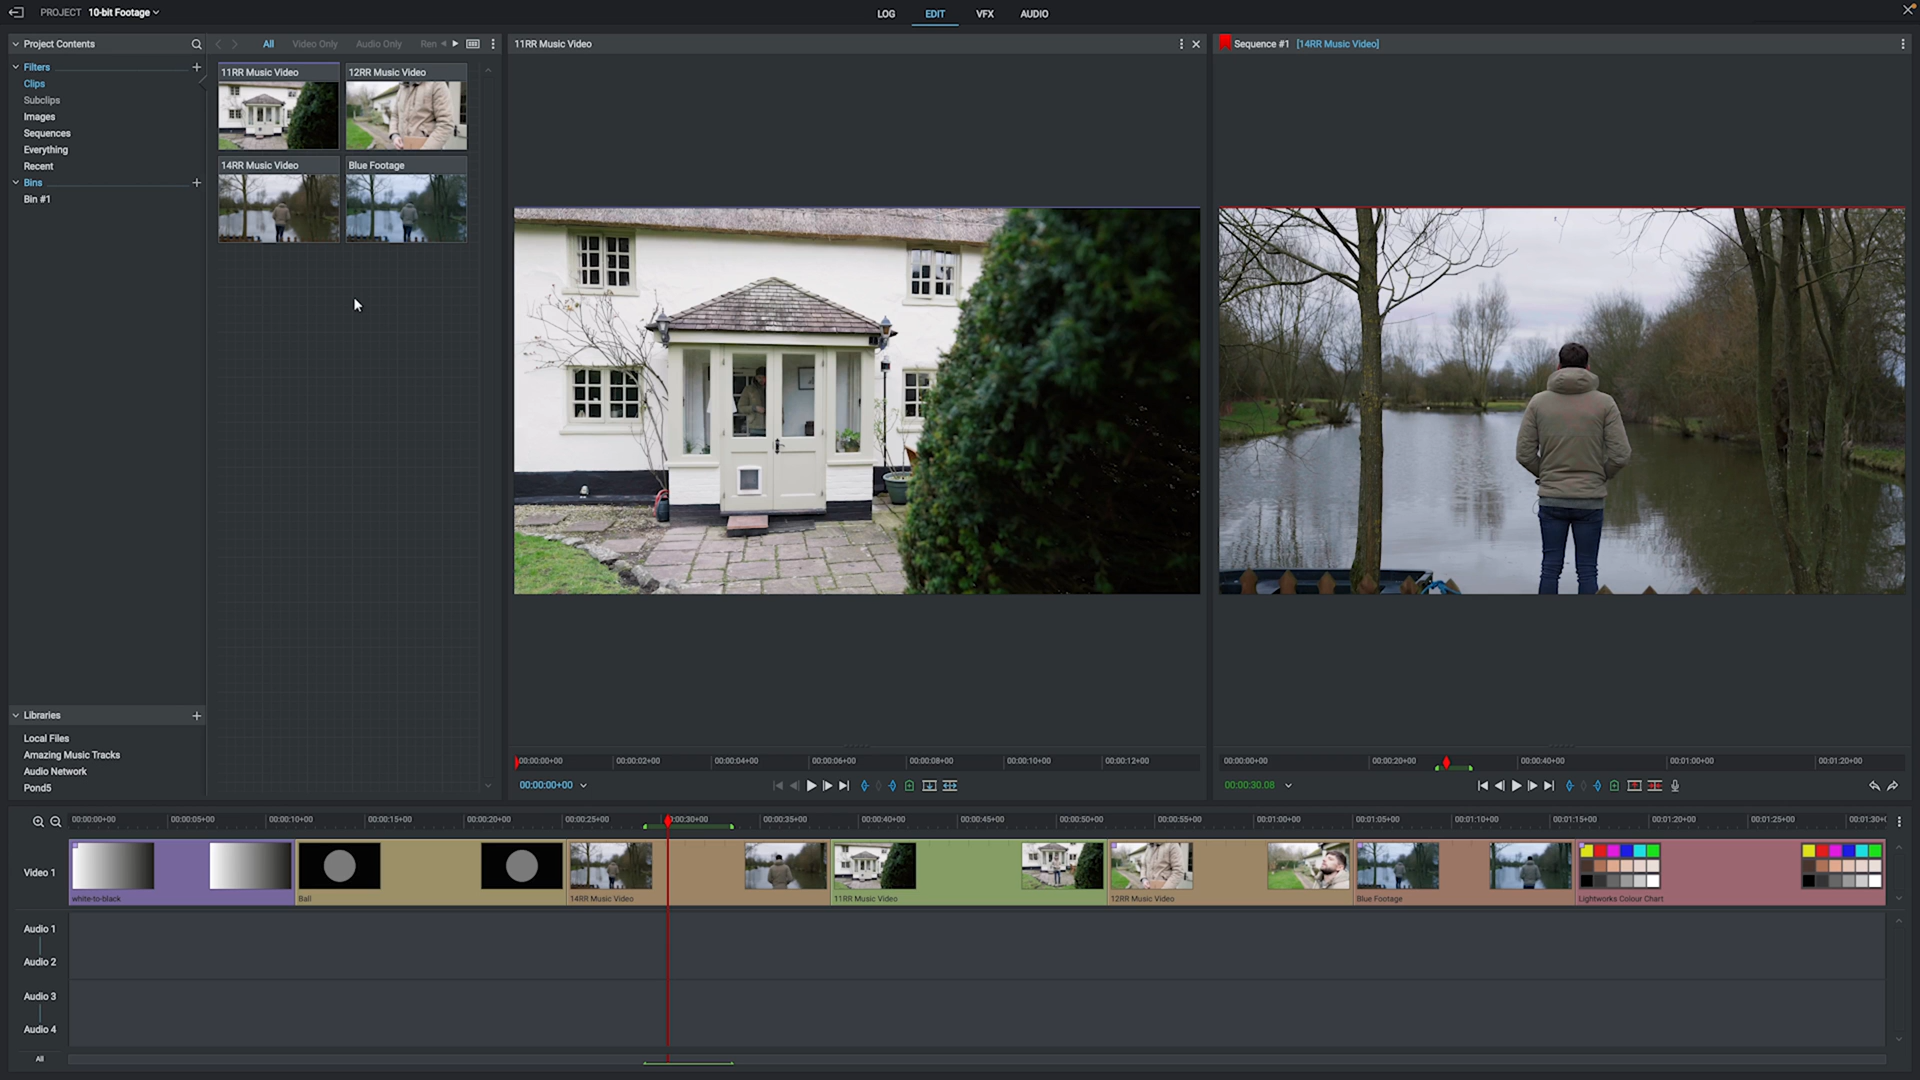 PROJECT 10-bit Footage
LOG EDIT VFX AUDIO
Project Contents
All Video Only Audio Only Ren
11RR Music Video
Sequence #1 [14RR Music Video]
Filters
Clips
Subclips
Images
Sequences
Everything
Recent
Bins
Bin #1
11RR Music Video 12RR Music Video
14RR Music Video Blue Footage
Libraries
Local Files
Amazing Music Tracks
Audio Network
Pond5
00:00:00+00 00:00:02+00 00:00:04+00 00:00:06+00 00:00:08+00 00:00:10+00 00:00:12+00
00:00:00+00
00:00:00+00 00:00:20+00 00:00:40+00 00:01:00+00 00:01:20+00
00:00:30.08
00:00:00+00 00:00:05+00 00:00:10+00 00:00:15+00 00:00:20+00 00:00:25+00 0:00:30+00 00:00:35+00 00:00:40+00 00:00:45+00 00:00:50+00 00:00:55+00 00:01:00+00 00:01:05+00 00:01:10+00 00:01:15+00 00:01:20+00 00:01:25+00 00:01:30+
Video 1
white-to-black Ball 14RR Music Video 11RR Music Video 12RR Music Video Blue Footage Lightworks Colour Chart
Audio 1
Audio 2
Audio 3
Audio 4
All